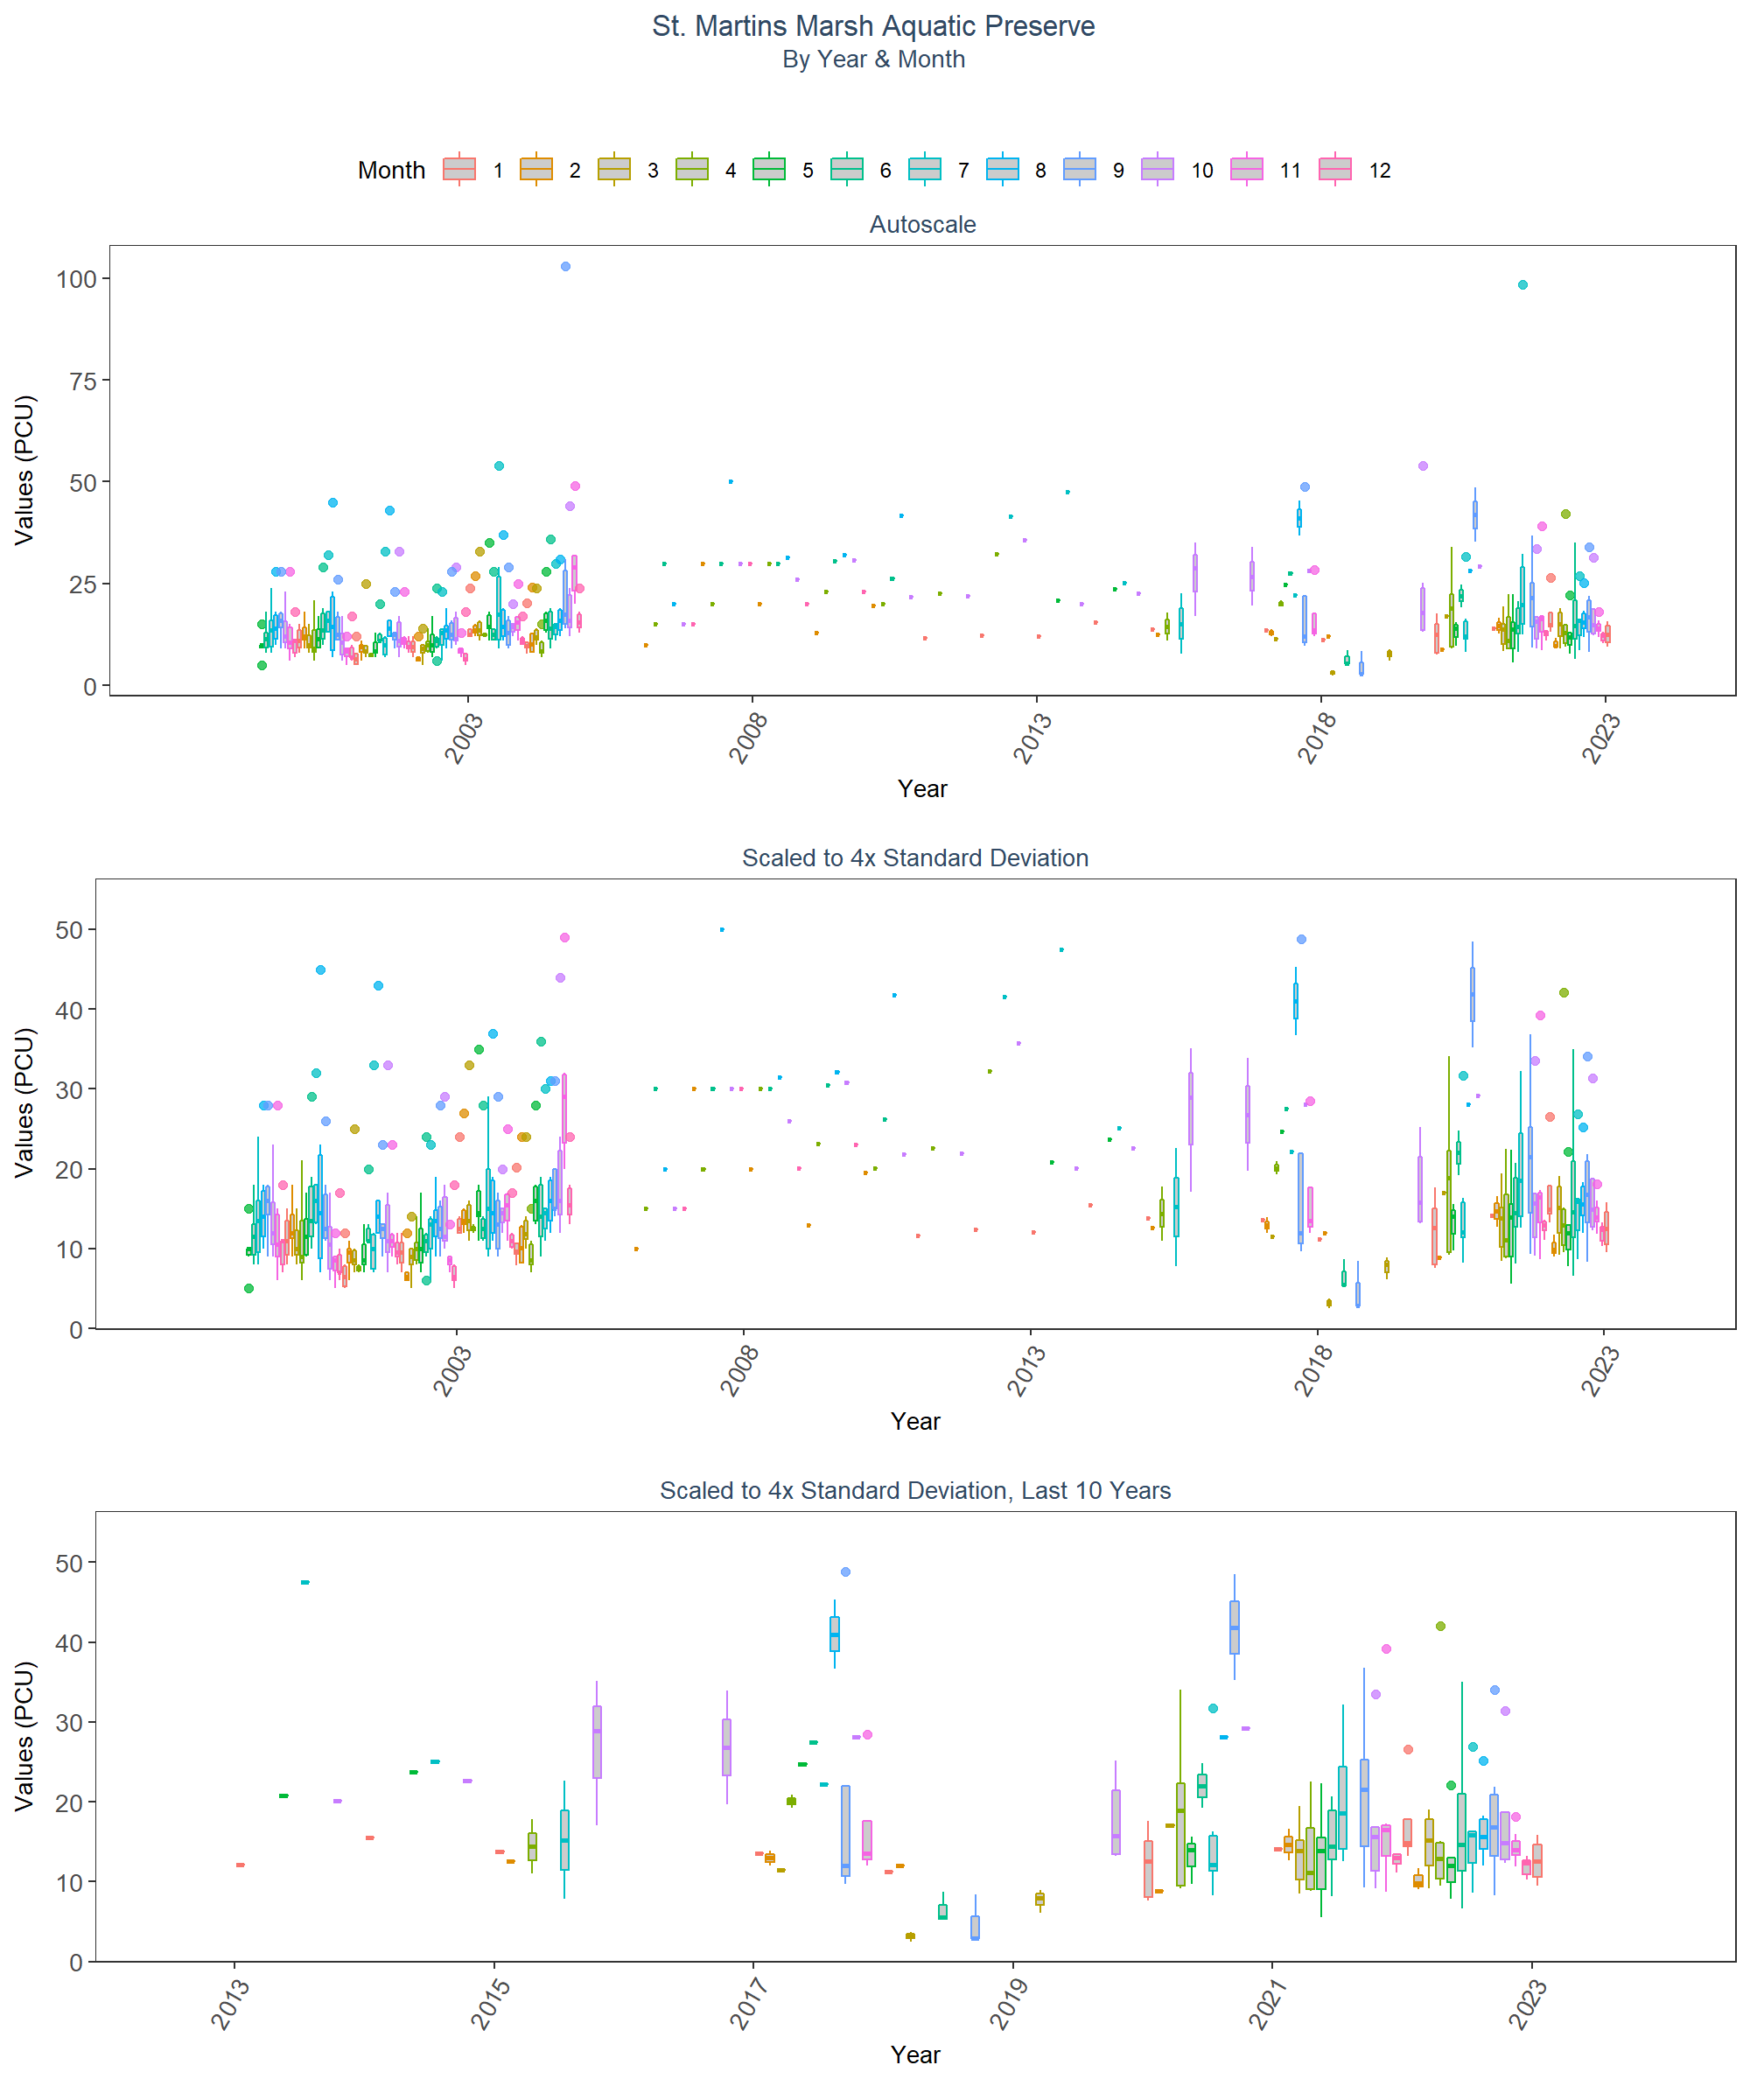 St. Martins Marsh Aquatic Preserve
By Year & Month
Month 1 2 3 4 5 6 7 8 9 10 11 12
Autoscale
Values (PCU)
100
75
50
25
0
2003 2008 2013 2018 2023
Year
Scaled to 4x Standard Deviation
Values (PCU)
50
40
30
20
10
0
2003 2008 2013 2018 2023
Year
Scaled to 4x Standard Deviation, Last 10 Years
Values (PCU)
50
40
30
20
10
0
2013 2015 2017 2019 2021 2023
Year